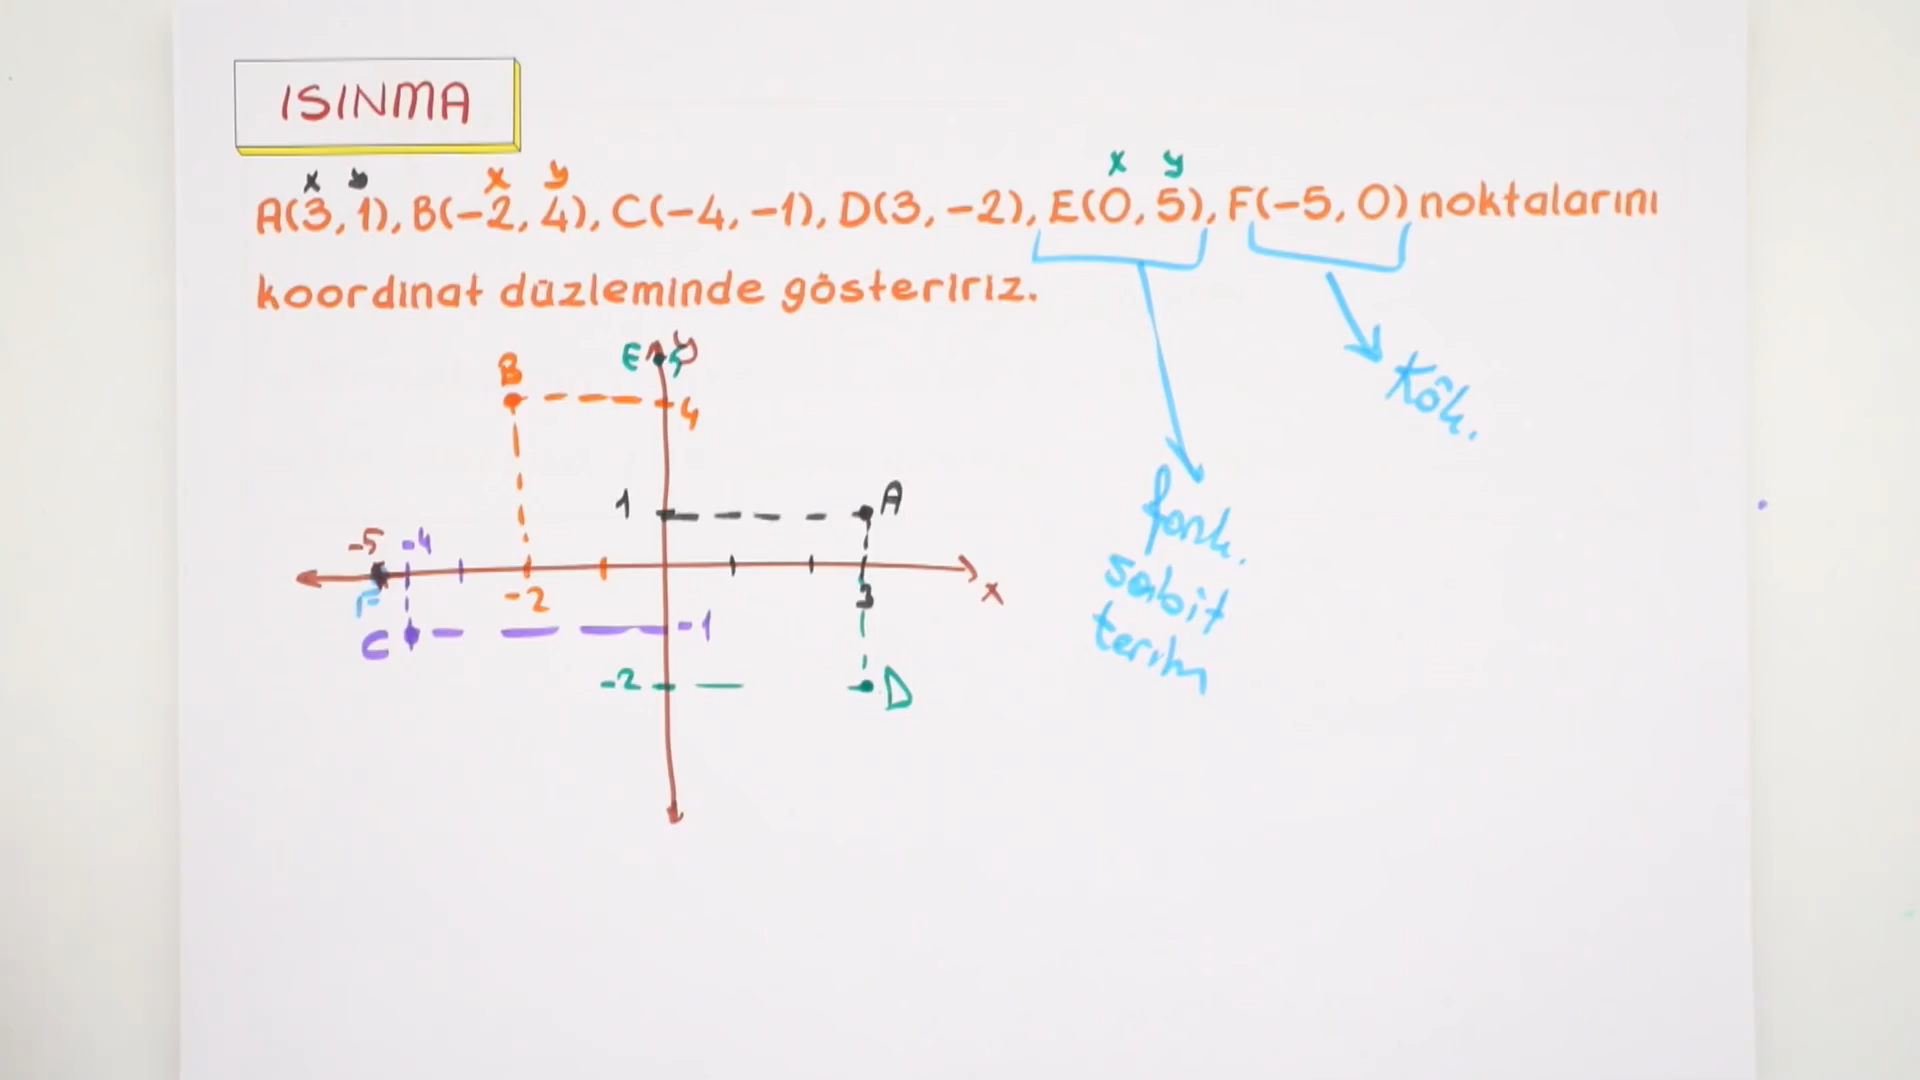 ISINMA
x y x y x y
A(3, 1), B(-2, 4), C(-4, -1), D(3, -2), E(0, 5), F(-5, 0) noktalarını
koordinat düzleminde gösteririz.
E 5 y
B
4
Kök.
1 A
fonk.
-5 -4
sabit
F -2 3 x
C -1
terim
-2 D